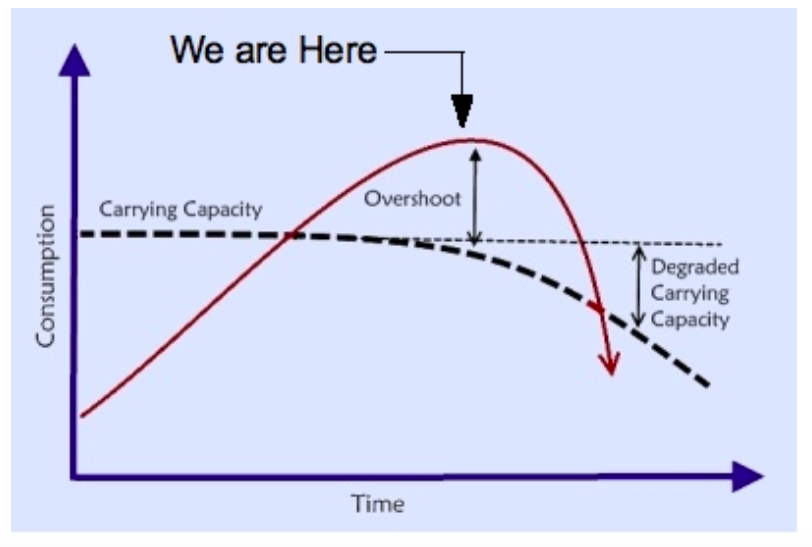 We are Here
Carrying Capacity
Overshoot
Degraded
Carrying
Capacity
Consumption
Time